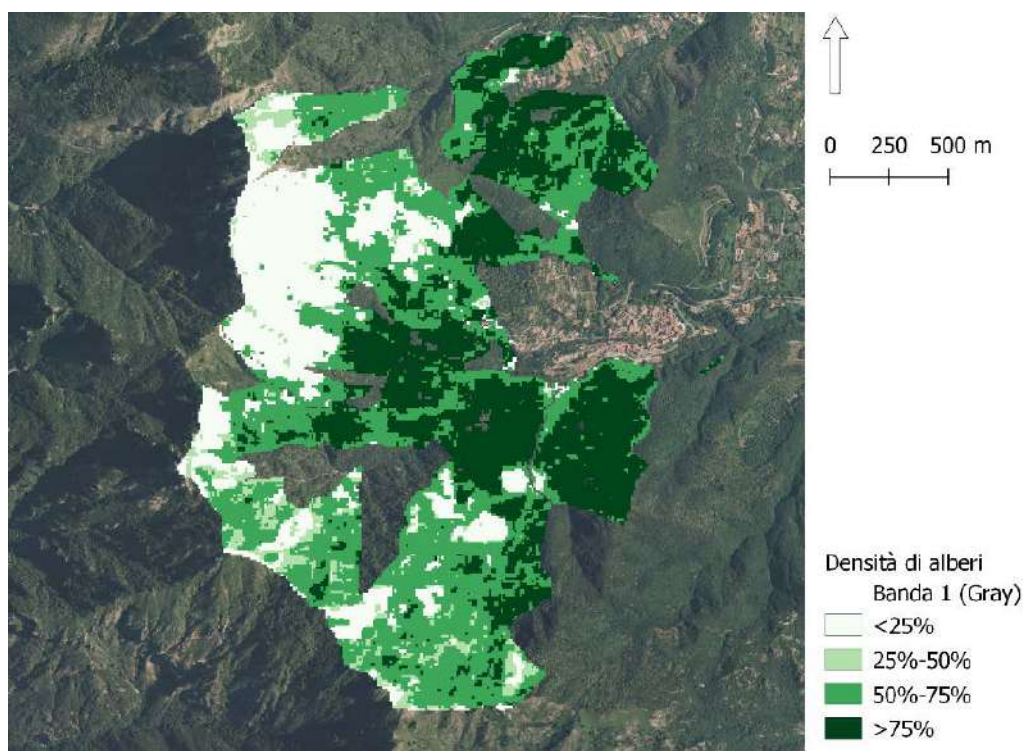 0 250 500 m
Densità di alberi
Banda 1 (Gray)
<25%
25%-50%
50%-75%
>75%